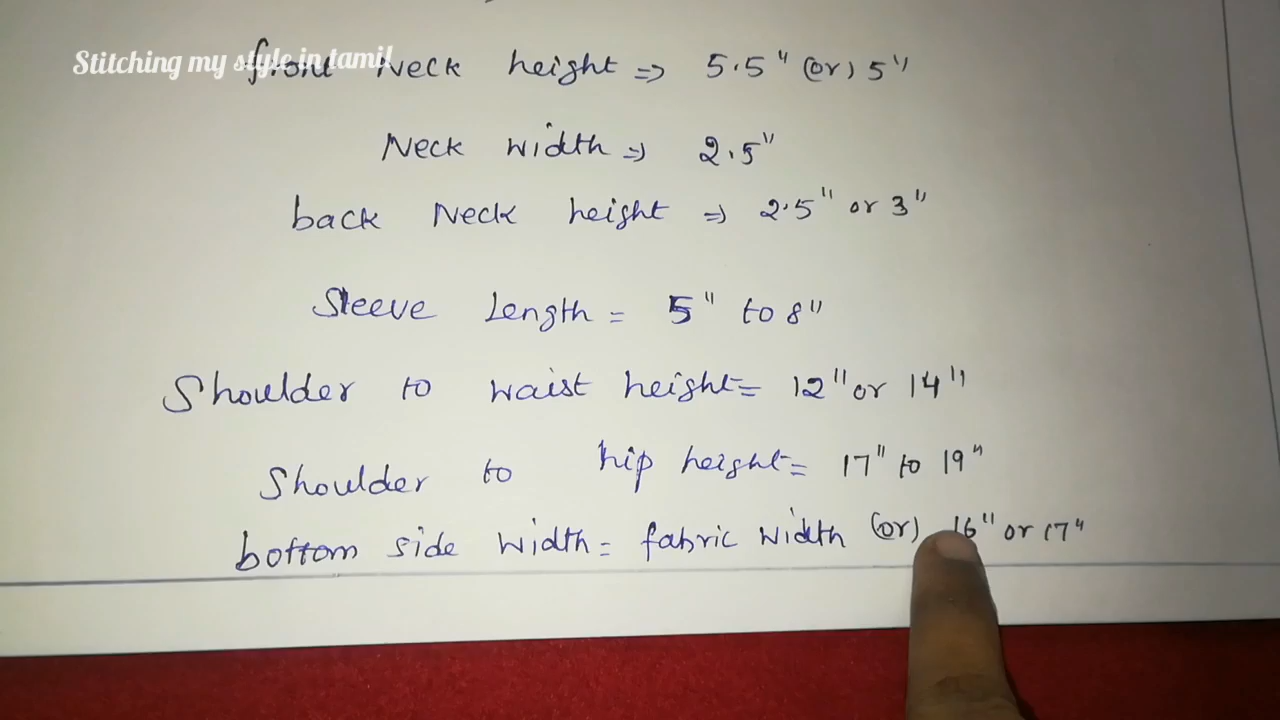 Stitching my style in tamil
front Neck height => 5.5" (or) 5"
Neck width => 2.5"
back Neck height => 2.5" or 3"
Sleeve Length = 5" to 8"
Shoulder to waist height = 12" or 14"
Shoulder to hip height = 17" to 19"
bottom side width = fabric width (or) 16" or 17"